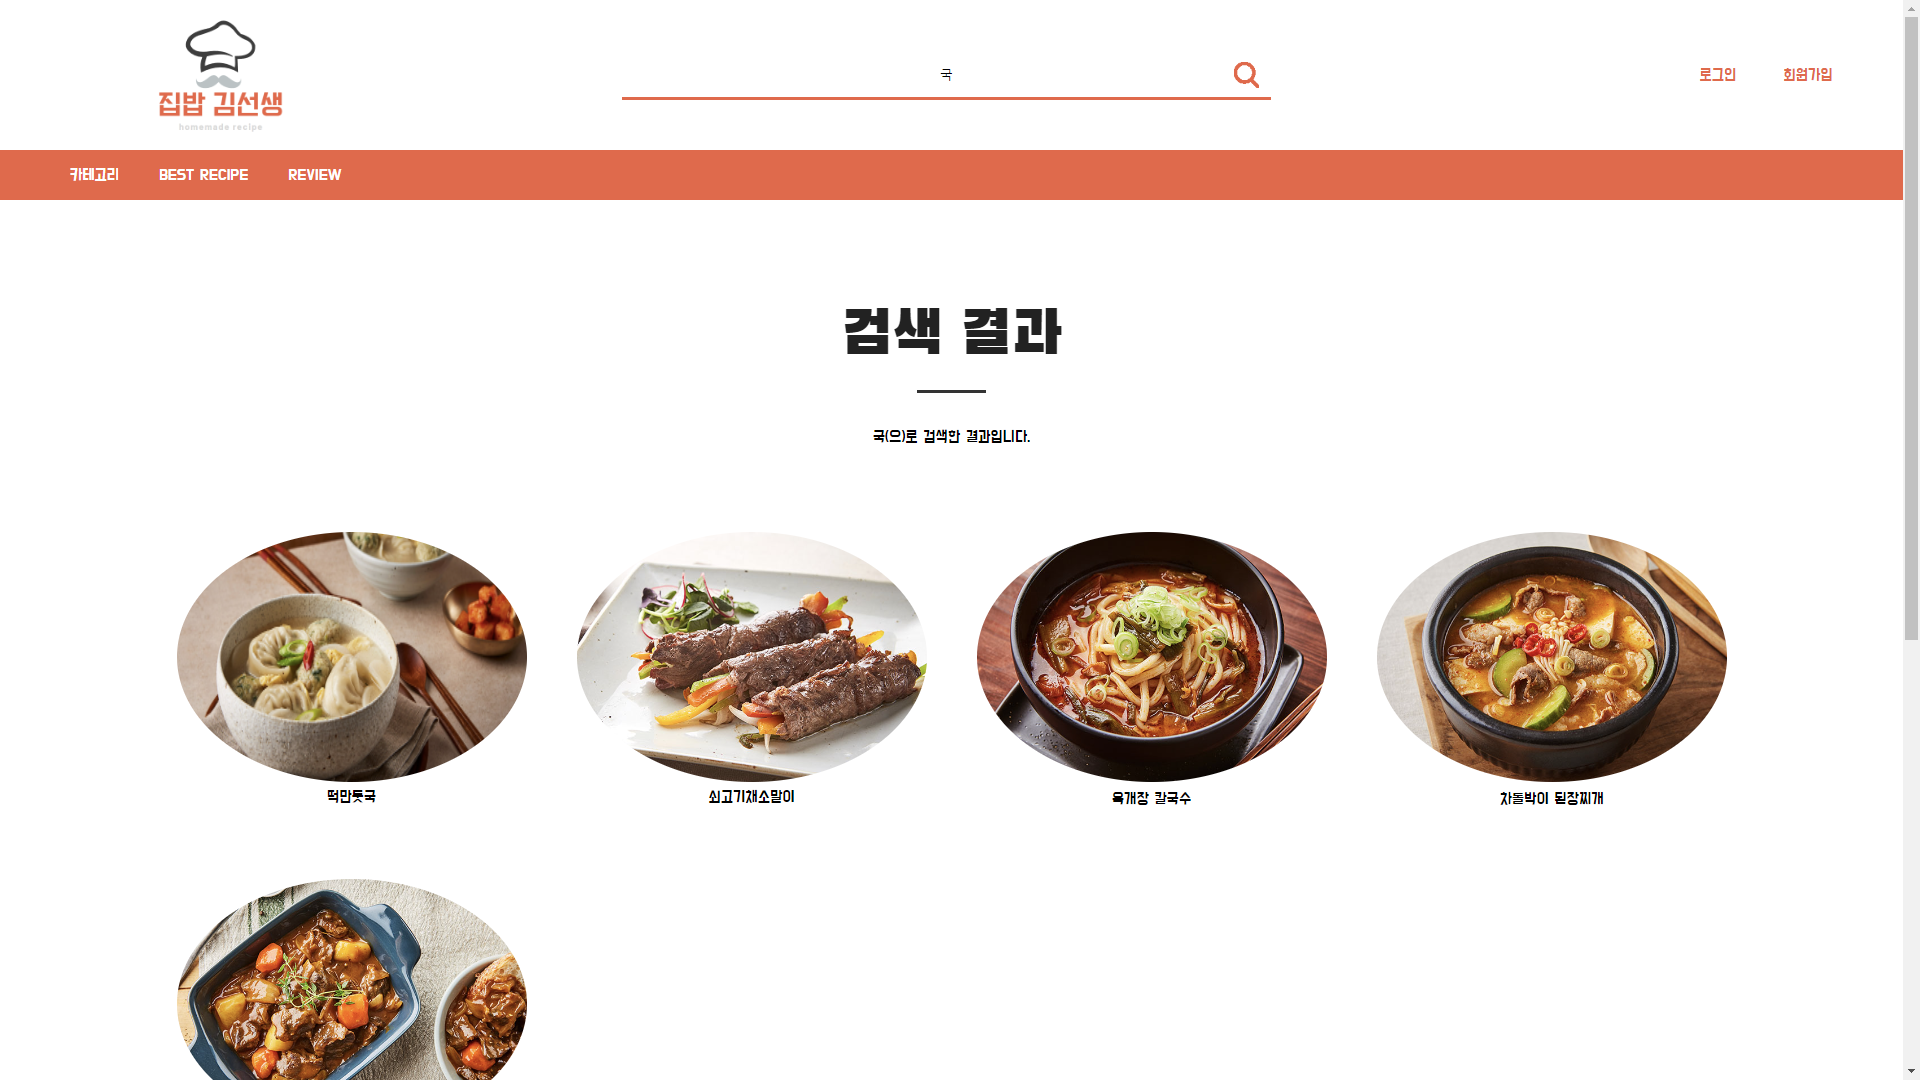 집밥 김선생
homemade recipe
국
로그인
회원가입
카테고리
BEST RECIPE
REVIEW
검색 결과
국(으)로 검색한 결과입니다.
떡만둣국
쇠고기채소말이
육개장 칼국수
차돌박이 된장찌개